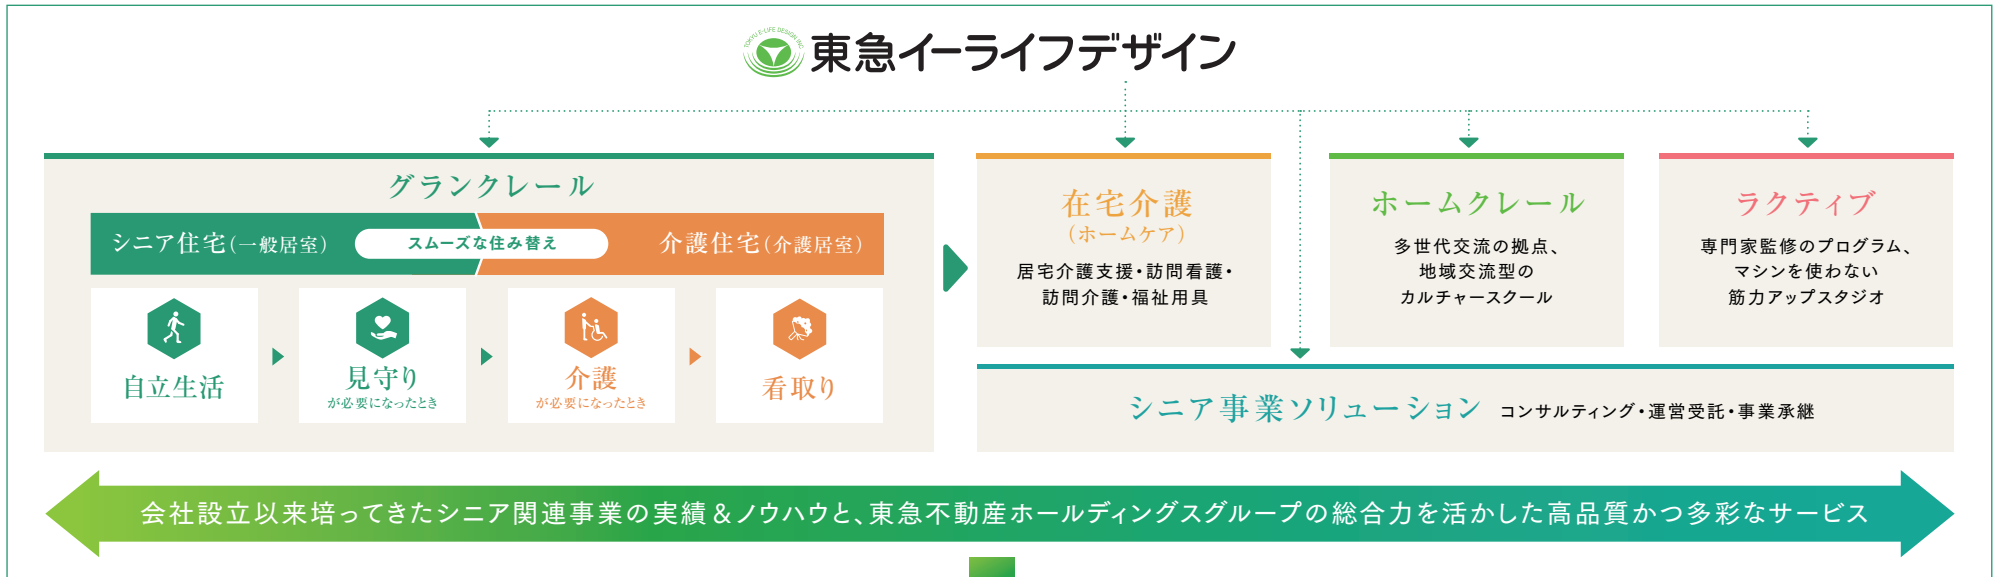 TOKYU E-LIFE DESIGN INC.
東急イーライフデザイン
グランクレール
シニア住宅(一般居室)
スムーズな住み替え
介護住宅(介護居室)
自立生活
見守り
が必要になったとき
介護
が必要になったとき
看取り
在宅介護
(ホームケア)
居宅介護支援・訪問看護・
訪問介護・福祉用具
ホームクレール
多世代交流の拠点、
地域交流型の
カルチャースクール
ラクティブ
専門家監修のプログラム、
マシンを使わない
筋力アップスタジオ
シニア事業ソリューション コンサルティング・運営受託・事業承継
会社設立以来培ってきたシニア関連事業の実績&ノウハウと、東急不動産ホールディングスグループの総合力を活かした高品質かつ多彩なサービス